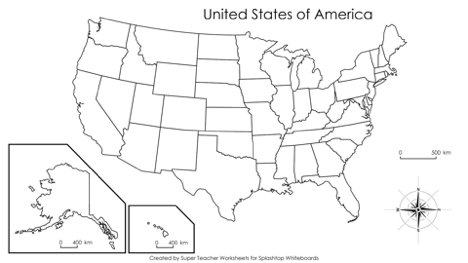 United States of America
0 500 km
N
0 400 km
0 400 km
Created by Super Teacher Worksheets for Splashtop Whiteboards